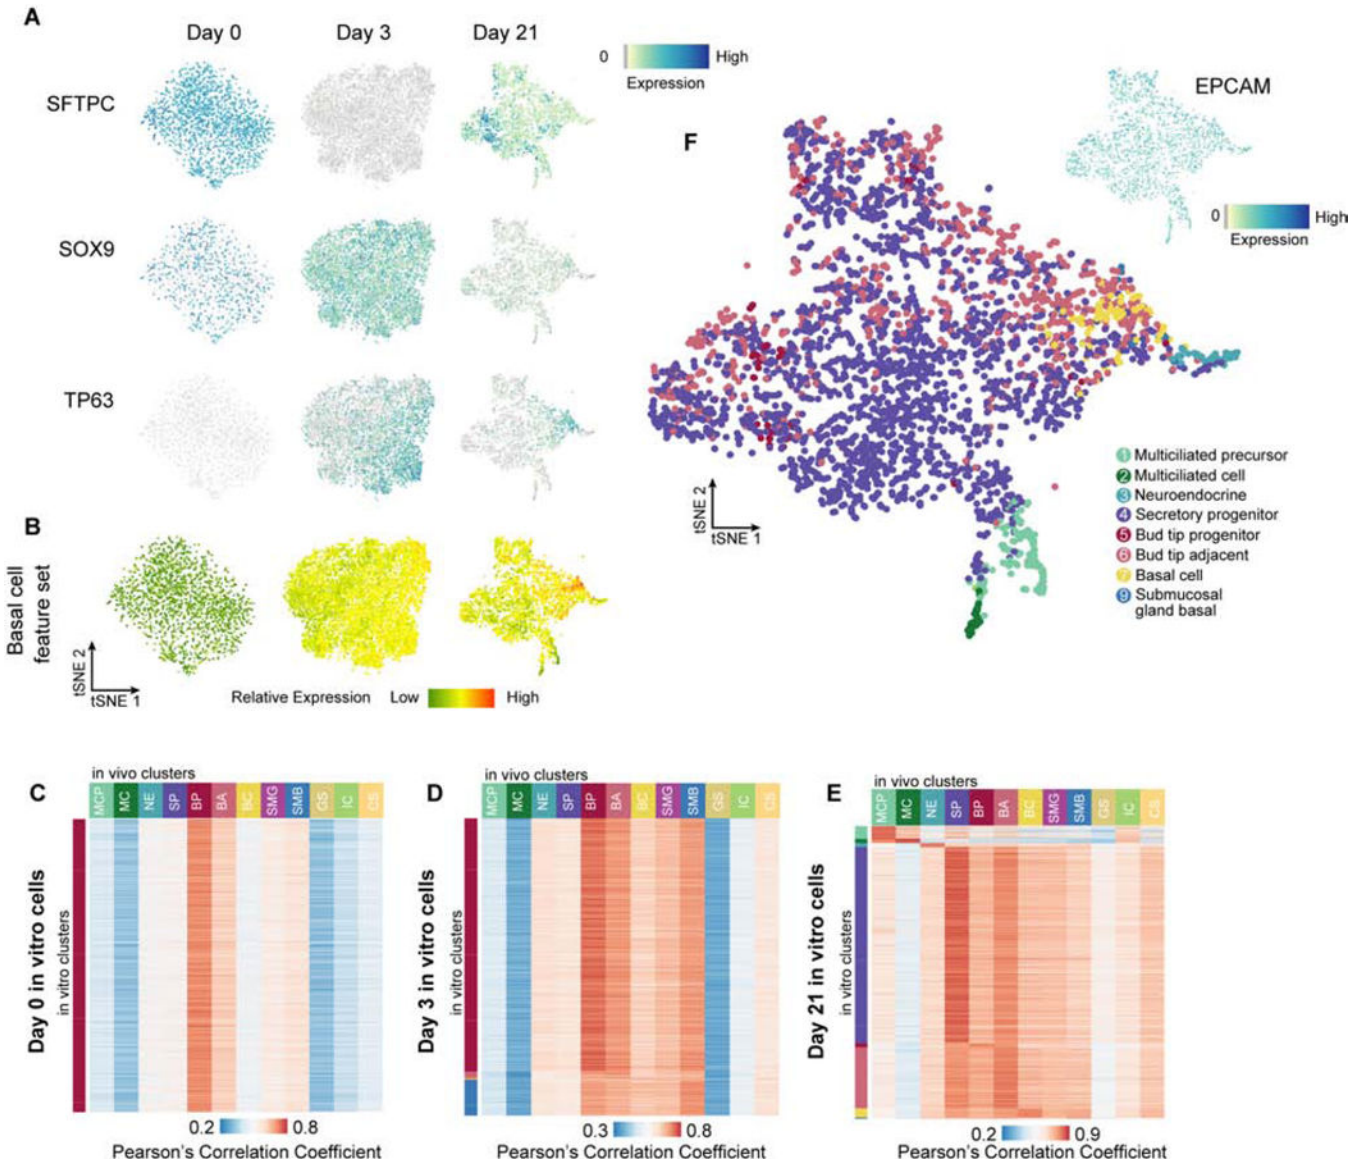 A
Day 0
Day 3
Day 21
0
High
Expression
SFTPC
SOX9
TP63
B
Basal cell
feature set
tSNE 2
tSNE 1
Relative Expression
Low
High
F
EPCAM
0
High
Expression
tSNE 2
tSNE 1
1 Multiciliated precursor
2 Multiciliated cell
3 Neuroendocrine
4 Secretory progenitor
5 Bud tip progenitor
6 Bud tip adjacent
7 Basal cell
9 Submucosal
gland basal
C
in vivo clusters
MCP MC NE SP BP BA BC SMG SMB GS IC CS
Day 0 in vitro cells
in vitro clusters
0.2
0.8
Pearson's Correlation Coefficient
D
in vivo clusters
MCP MC NE SP BP BA BC SMG SMB GS IC CS
Day 3 in vitro cells
in vitro clusters
0.3
0.8
Pearson's Correlation Coefficient
E
in vivo clusters
MCP MC NE SP BP BA BC SMG SMB GS IC CS
Day 21 in vitro cells
in vitro clusters
0.2
0.9
Pearson's Correlation Coefficient